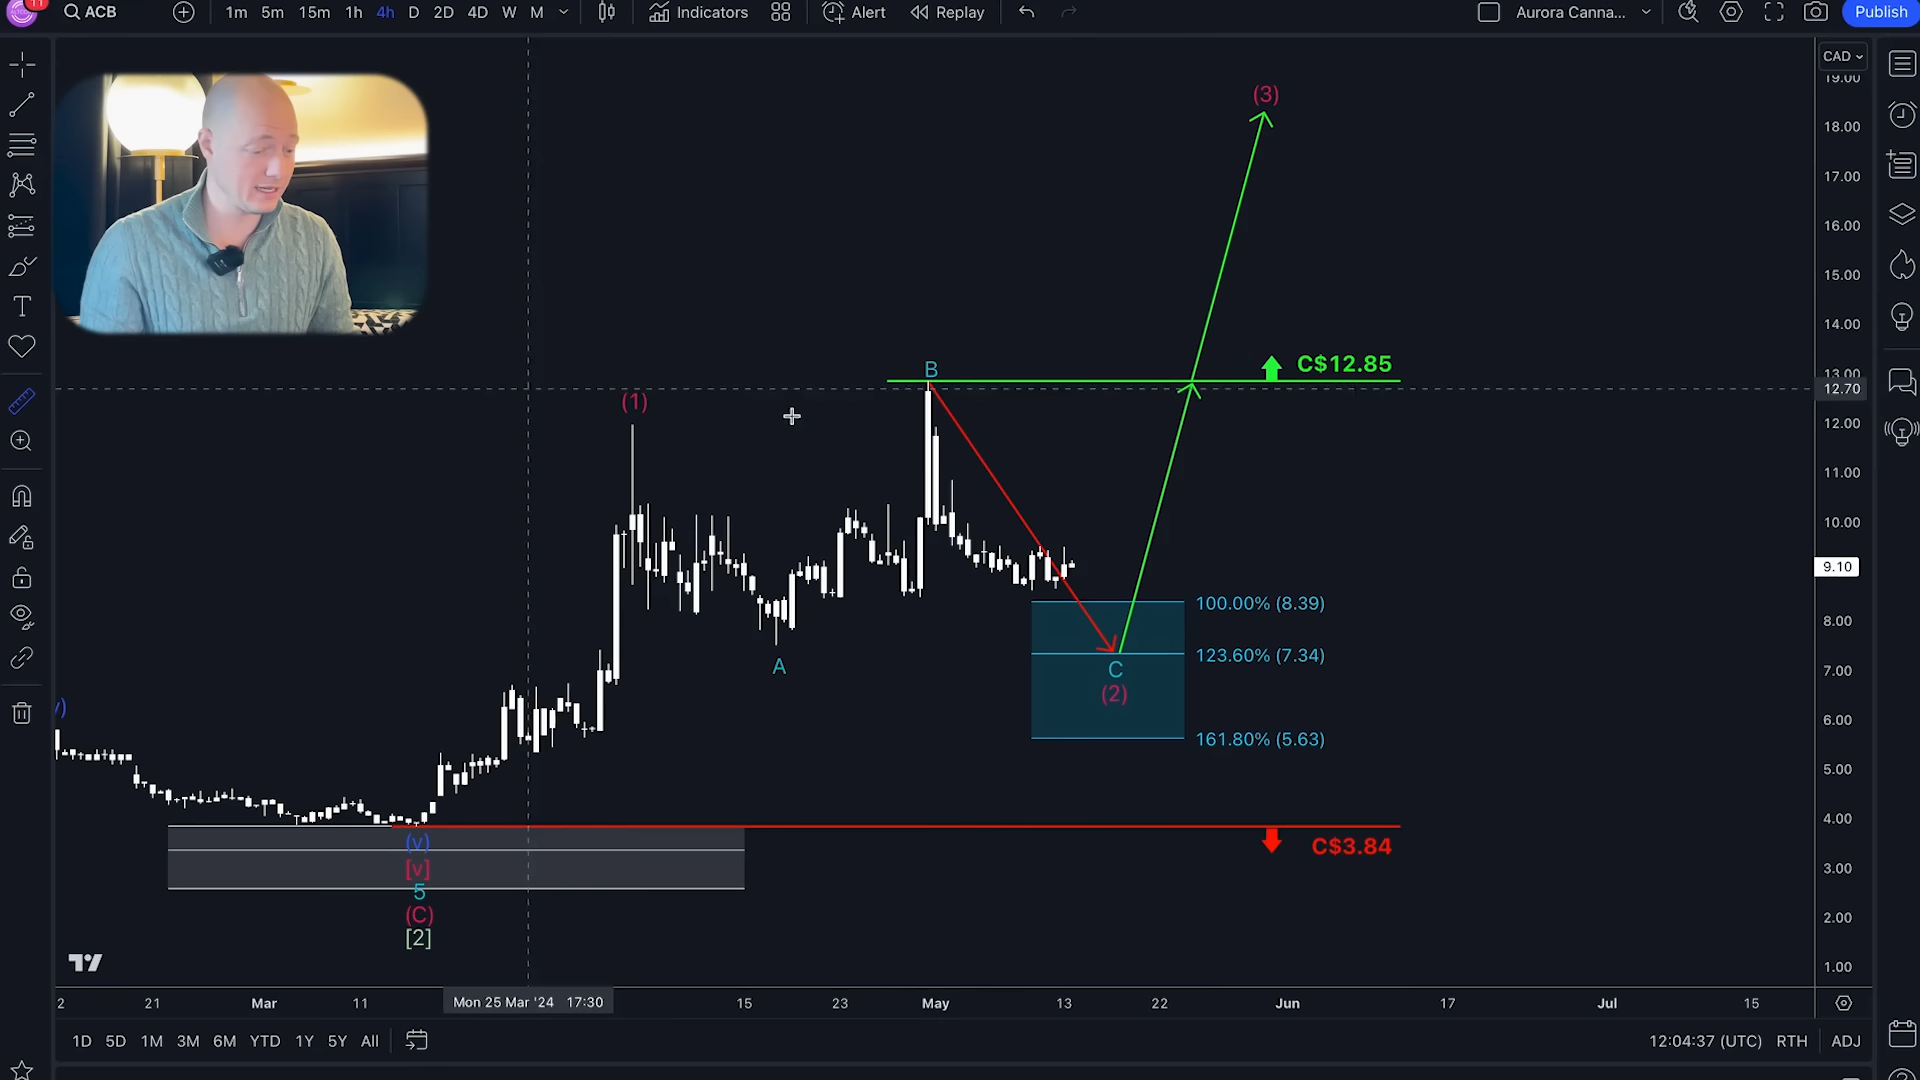 11
ACB
1m 5m 15m 1h 4h D 2D 4D W M
Indicators
Alert
Replay
Aurora Canna...
Publish
CAD
19.00
18.00
17.00
16.00
15.00
14.00
13.00
12.70
12.00
11.00
10.00
9.10
8.00
7.00
6.00
5.00
4.00
3.00
2.00
1.00
(3)
C$12.85
B
(1)
A
100.00% (8.39)
123.60% (7.34)
C
(2)
161.80% (5.63)
v)
C$3.84
(v)
[v]
5
(C)
[2]
2 21 Mar 11 Mon 25 Mar '24 17:30 15 23 May 13 22 Jun 17 Jul 15
1D 5D 1M 3M 6M YTD 1Y 5Y All
12:04:37 (UTC) RTH ADJ